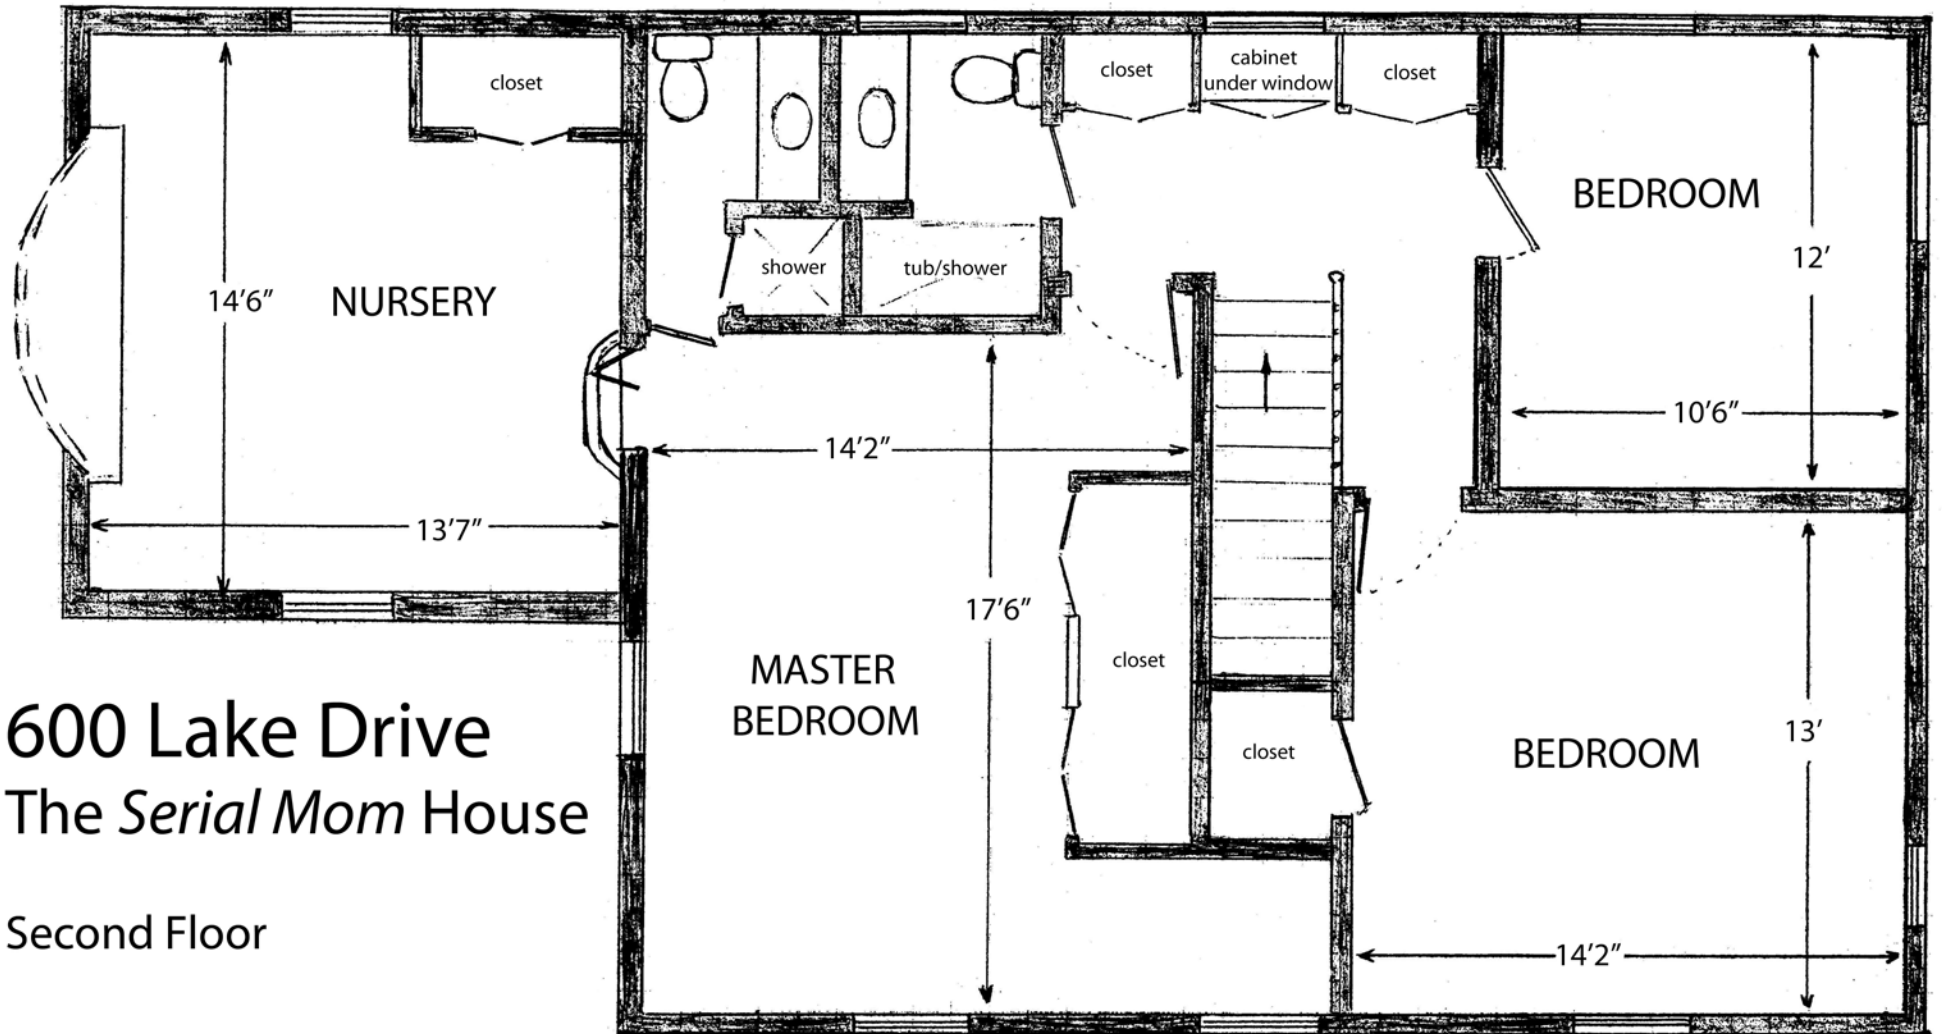 closet
closet
cabinet
under window
closet
BEDROOM
12'
10'6”
14'6”
NURSERY
shower
tub/shower
14'2”
13'7”
17'6”
MASTER
BEDROOM
closet
closet
BEDROOM
13'
14'2”
600 Lake Drive
The Serial Mom House
Second Floor